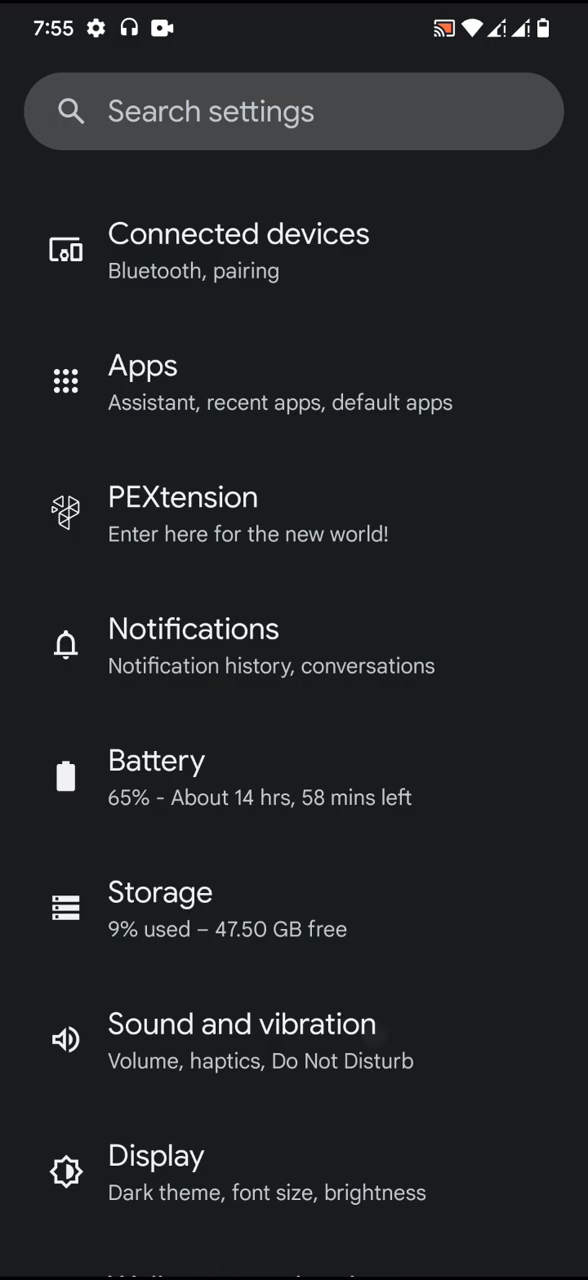 7:55
Search settings
Connected devices
Bluetooth, pairing
Apps
Assistant, recent apps, default apps
PEXtension
Enter here for the new world!
Notifications
Notification history, conversations
Battery
65% - About 14 hrs, 58 mins left
Storage
9% used – 47.50 GB free
Sound and vibration
Volume, haptics, Do Not Disturb
Display
Dark theme, font size, brightness